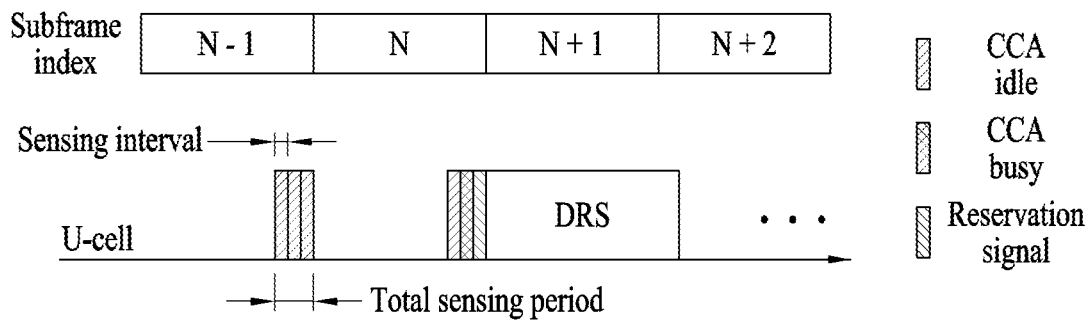 Subframe index
N - 1
N
N + 1
N + 2
CCA idle
Sensing interval
CCA busy
DRS
. . .
Reservation signal
U-cell
Total sensing period